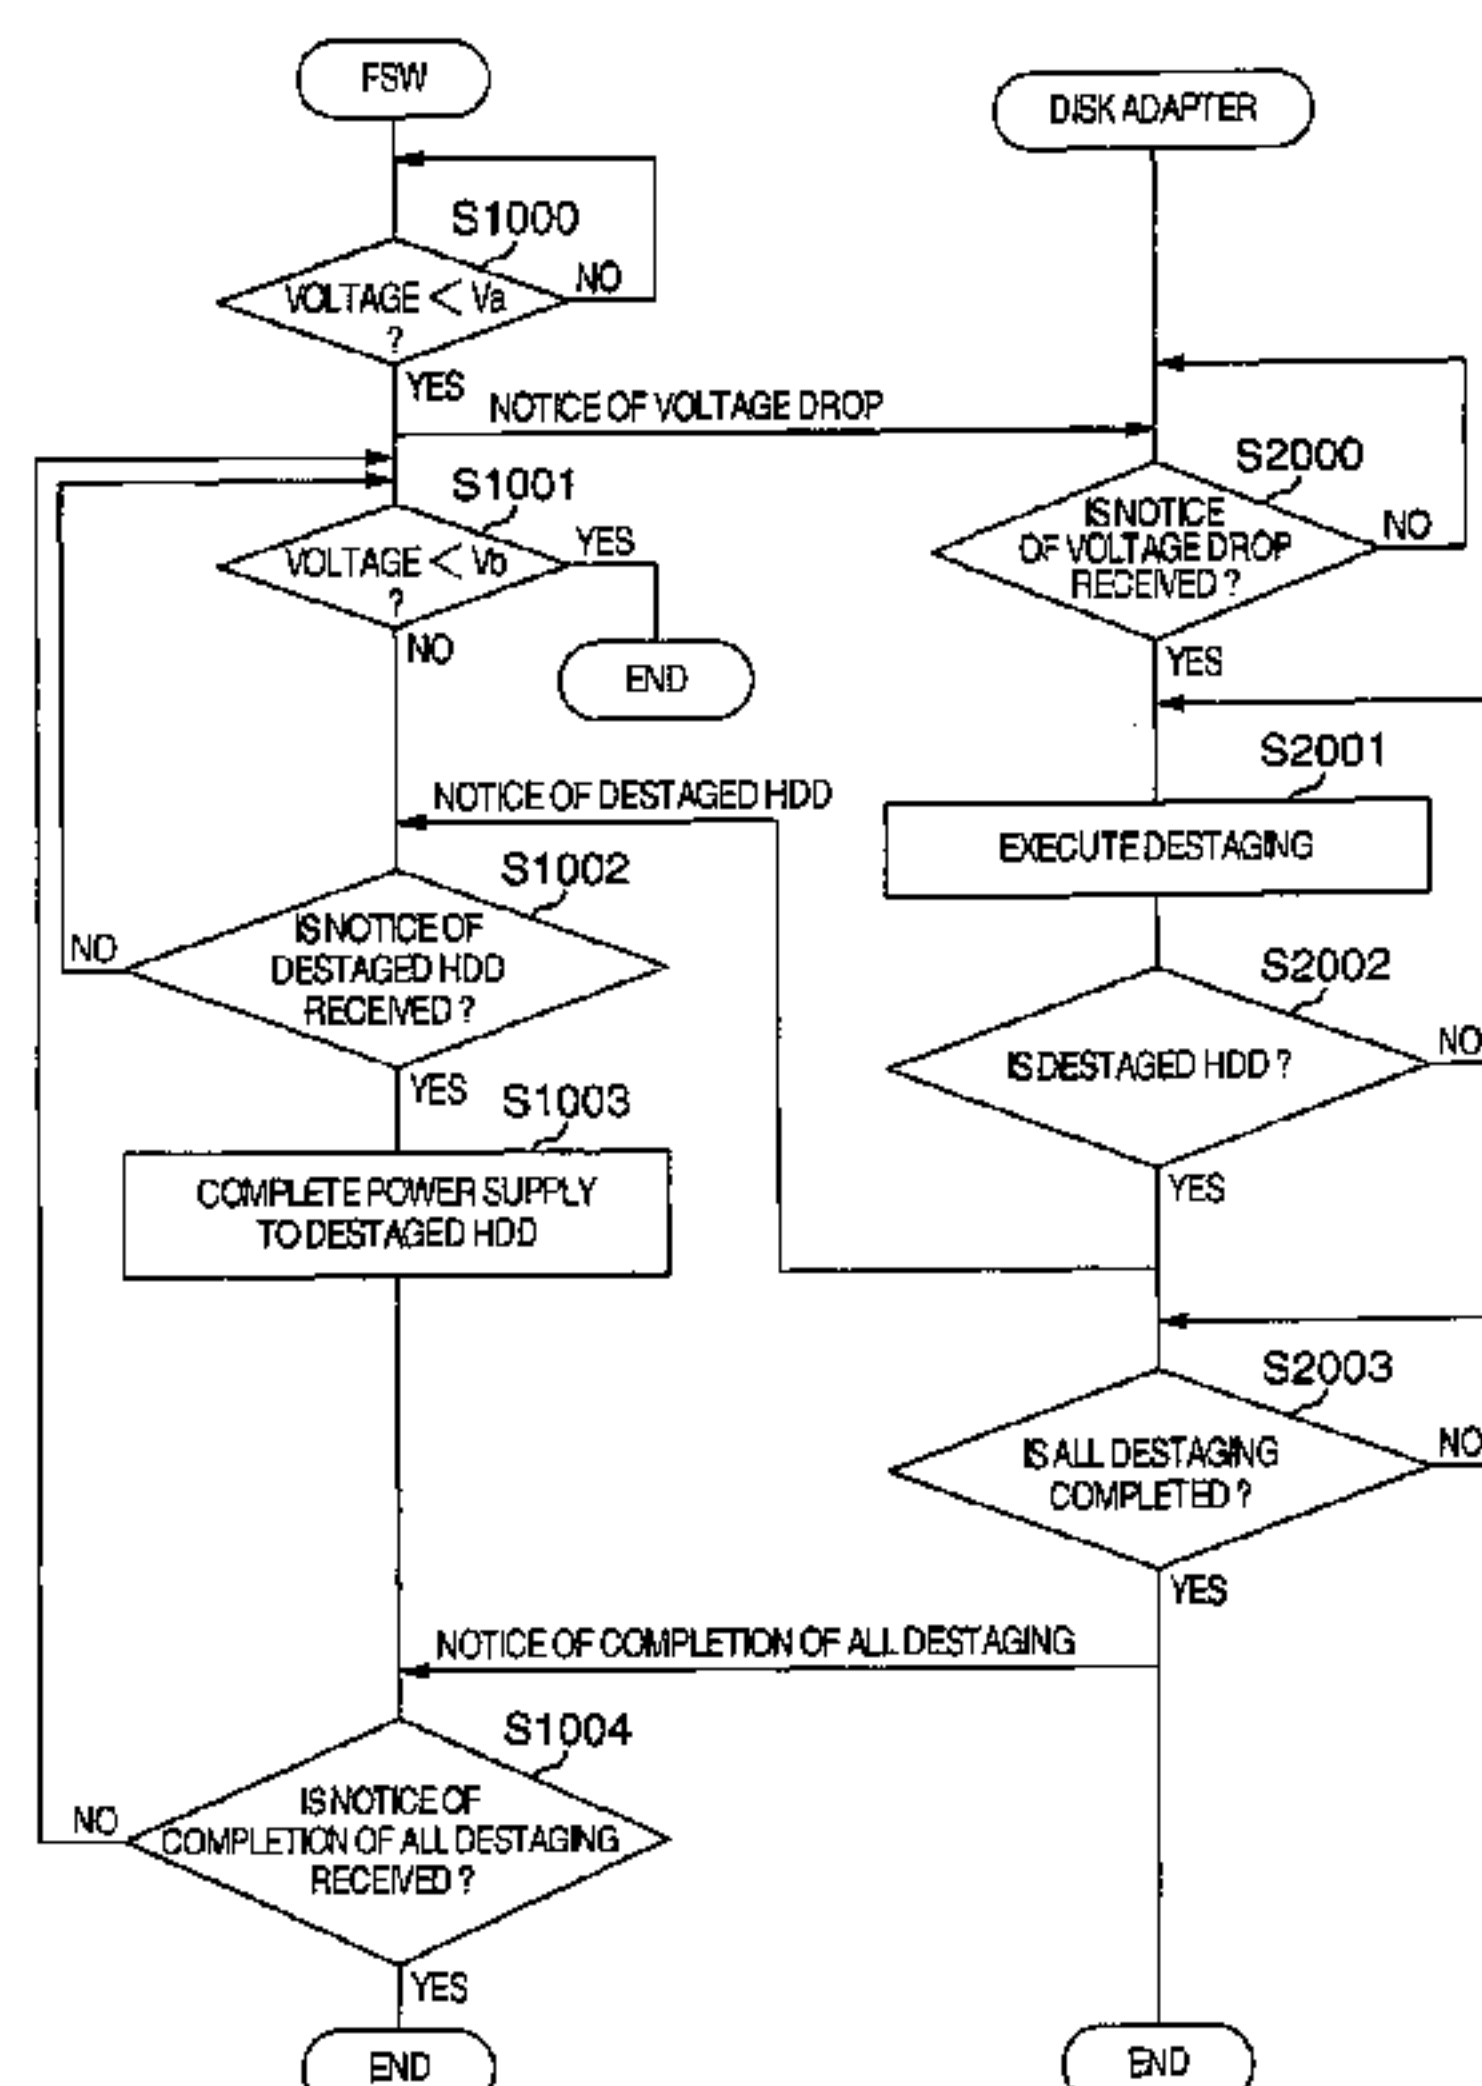 FSW
S1000
VOLTAGE < Va
?
NO
YES
NOTICE OF VOLTAGE DROP
S1001
VOLTAGE < Vb
?
YES
NO
END
NOTICE OF DESTAGED HDD
S1002
IS NOTICE OF
DESTAGED HDD
RECEIVED ?
NO
YES
S1003
COMPLETE POWER SUPPLY
TO DESTAGED HDD
NOTICE OF COMPLETION OF ALL DESTAGING
S1004
IS NOTICE OF
COMPLETION OF ALL DESTAGING
RECEIVED ?
NO
YES
END
DISK ADAPTER
S2000
IS NOTICE
OF VOLTAGE DROP
RECEIVED ?
NO
YES
S2001
EXECUTE DESTAGING
S2002
IS DESTAGED HDD ?
NO
YES
S2003
IS ALL DESTAGING
COMPLETED ?
NO
YES
END